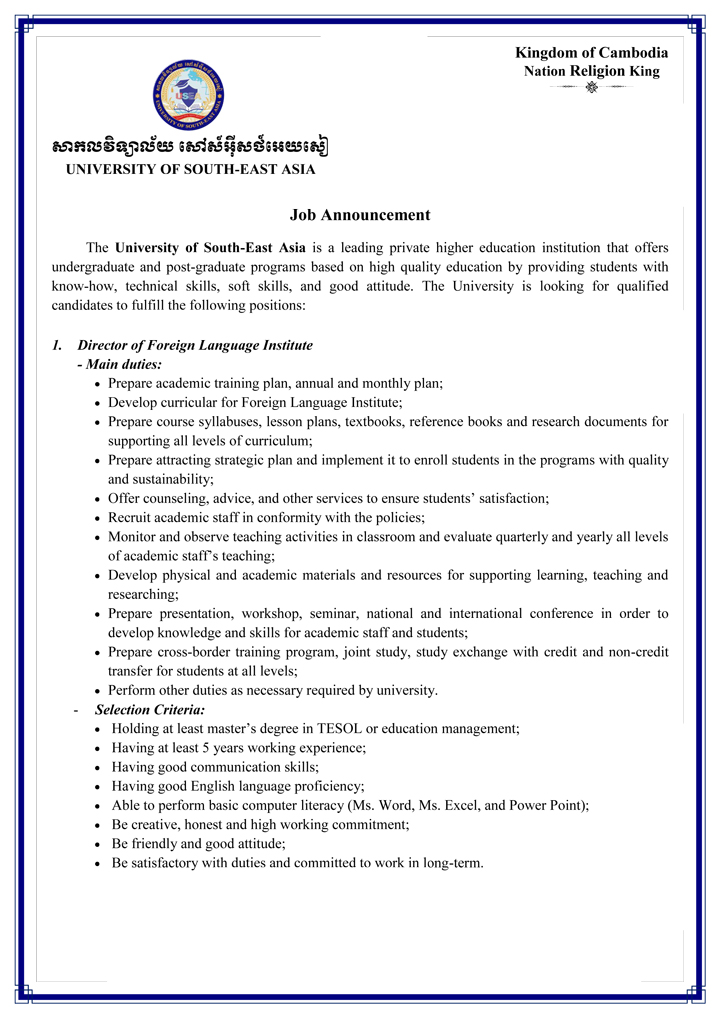 Kingdom of Cambodia
Nation Religion King
USEA
UNIVERSITY OF SOUTH-EAST ASIA
សាកលវិទ្យាល័យ សៅស៍អ៊ីសថ៍អេយសៀ
UNIVERSITY OF SOUTH-EAST ASIA
Job Announcement
The University of South-East Asia is a leading private higher education institution that offers
undergraduate and post-graduate programs based on high quality education by providing students with
know-how, technical skills, soft skills, and good attitude. The University is looking for qualified
candidates to fulfill the following positions:
1. Director of Foreign Language Institute
- Main duties:
• Prepare academic training plan, annual and monthly plan;
• Develop curricular for Foreign Language Institute;
• Prepare course syllabuses, lesson plans, textbooks, reference books and research documents for
supporting all levels of curriculum;
• Prepare attracting strategic plan and implement it to enroll students in the programs with quality
and sustainability;
• Offer counseling, advice, and other services to ensure students’ satisfaction;
• Recruit academic staff in conformity with the policies;
• Monitor and observe teaching activities in classroom and evaluate quarterly and yearly all levels
of academic staff’s teaching;
• Develop physical and academic materials and resources for supporting learning, teaching and
researching;
• Prepare presentation, workshop, seminar, national and international conference in order to
develop knowledge and skills for academic staff and students;
• Prepare cross-border training program, joint study, study exchange with credit and non-credit
transfer for students at all levels;
• Perform other duties as necessary required by university.
- Selection Criteria:
• Holding at least master’s degree in TESOL or education management;
• Having at least 5 years working experience;
• Having good communication skills;
• Having good English language proficiency;
• Able to perform basic computer literacy (Ms. Word, Ms. Excel, and Power Point);
• Be creative, honest and high working commitment;
• Be friendly and good attitude;
• Be satisfactory with duties and committed to work in long-term.